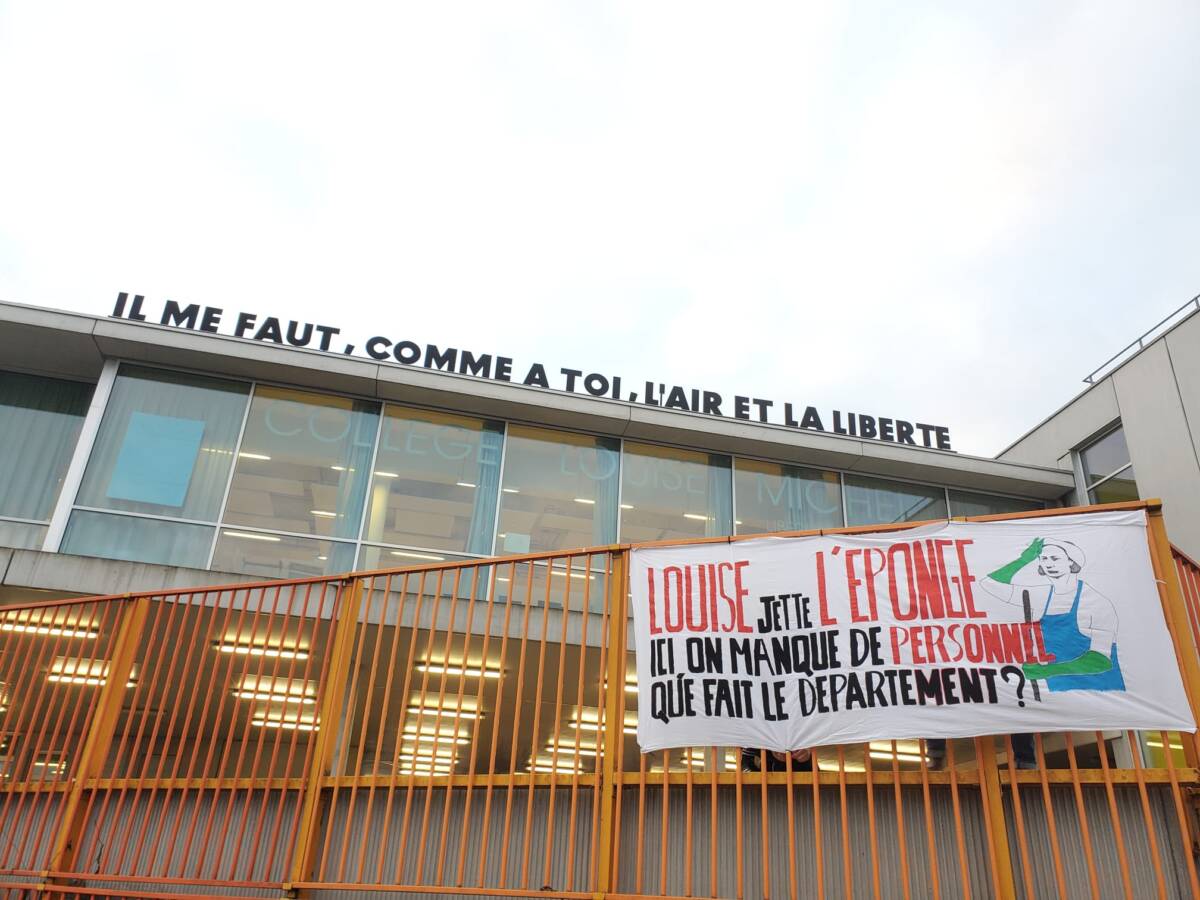 IL ME FAUT, COMME A TOI, L'AIR ET LA LIBERTE
COLLEGE LOUISE MICHEL
LOUISE JETTE L'EPONGE
ICI ON MANQUE DE PERSONNEL
QUE FAIT LE DEPARTEMENT ?